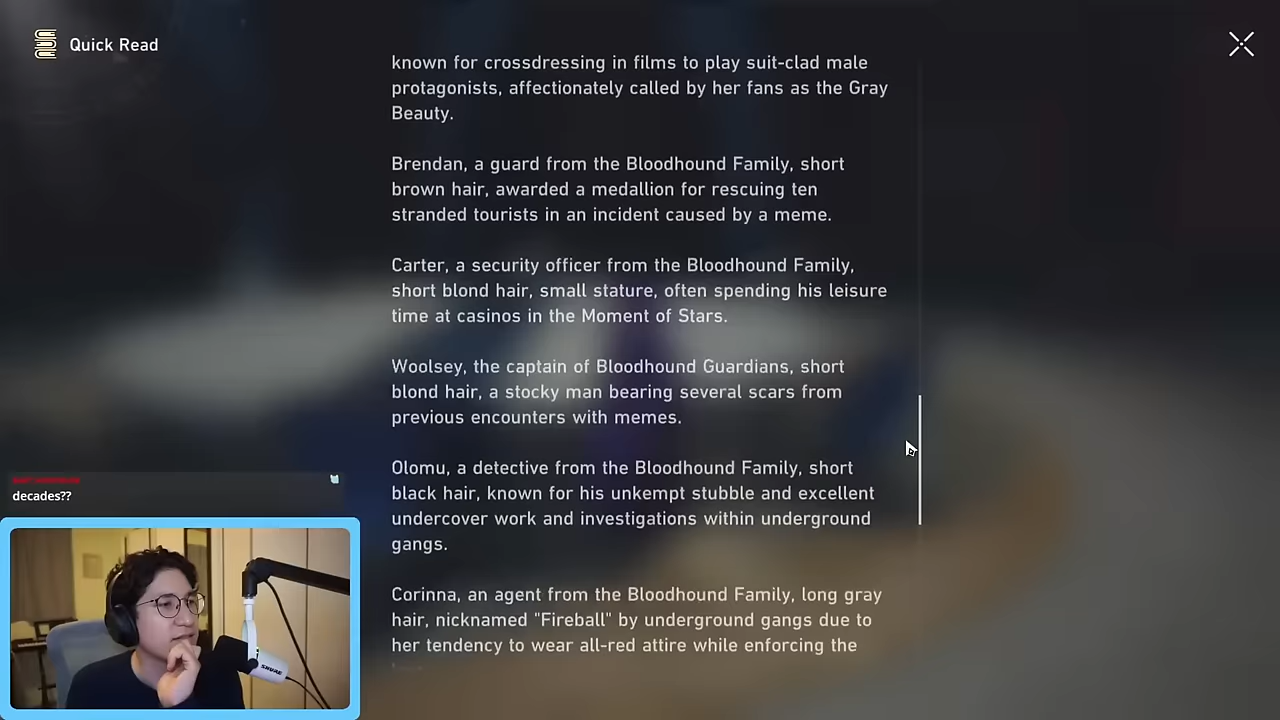 Quick Read
known for crossdressing in films to play suit-clad male
protagonists, affectionately called by her fans as the Gray
Beauty.
Brendan, a guard from the Bloodhound Family, short
brown hair, awarded a medallion for rescuing ten
stranded tourists in an incident caused by a meme.
Carter, a security officer from the Bloodhound Family,
short blond hair, small stature, often spending his leisure
time at casinos in the Moment of Stars.
Woolsey, the captain of Bloodhound Guardians, short
blond hair, a stocky man bearing several scars from
previous encounters with memes.
Olomu, a detective from the Bloodhound Family, short
black hair, known for his unkempt stubble and excellent
undercover work and investigations within underground
gangs.
Corinna, an agent from the Bloodhound Family, long gray
hair, nicknamed "Fireball" by underground gangs due to
her tendency to wear all-red attire while enforcing the
decades??
SHURE